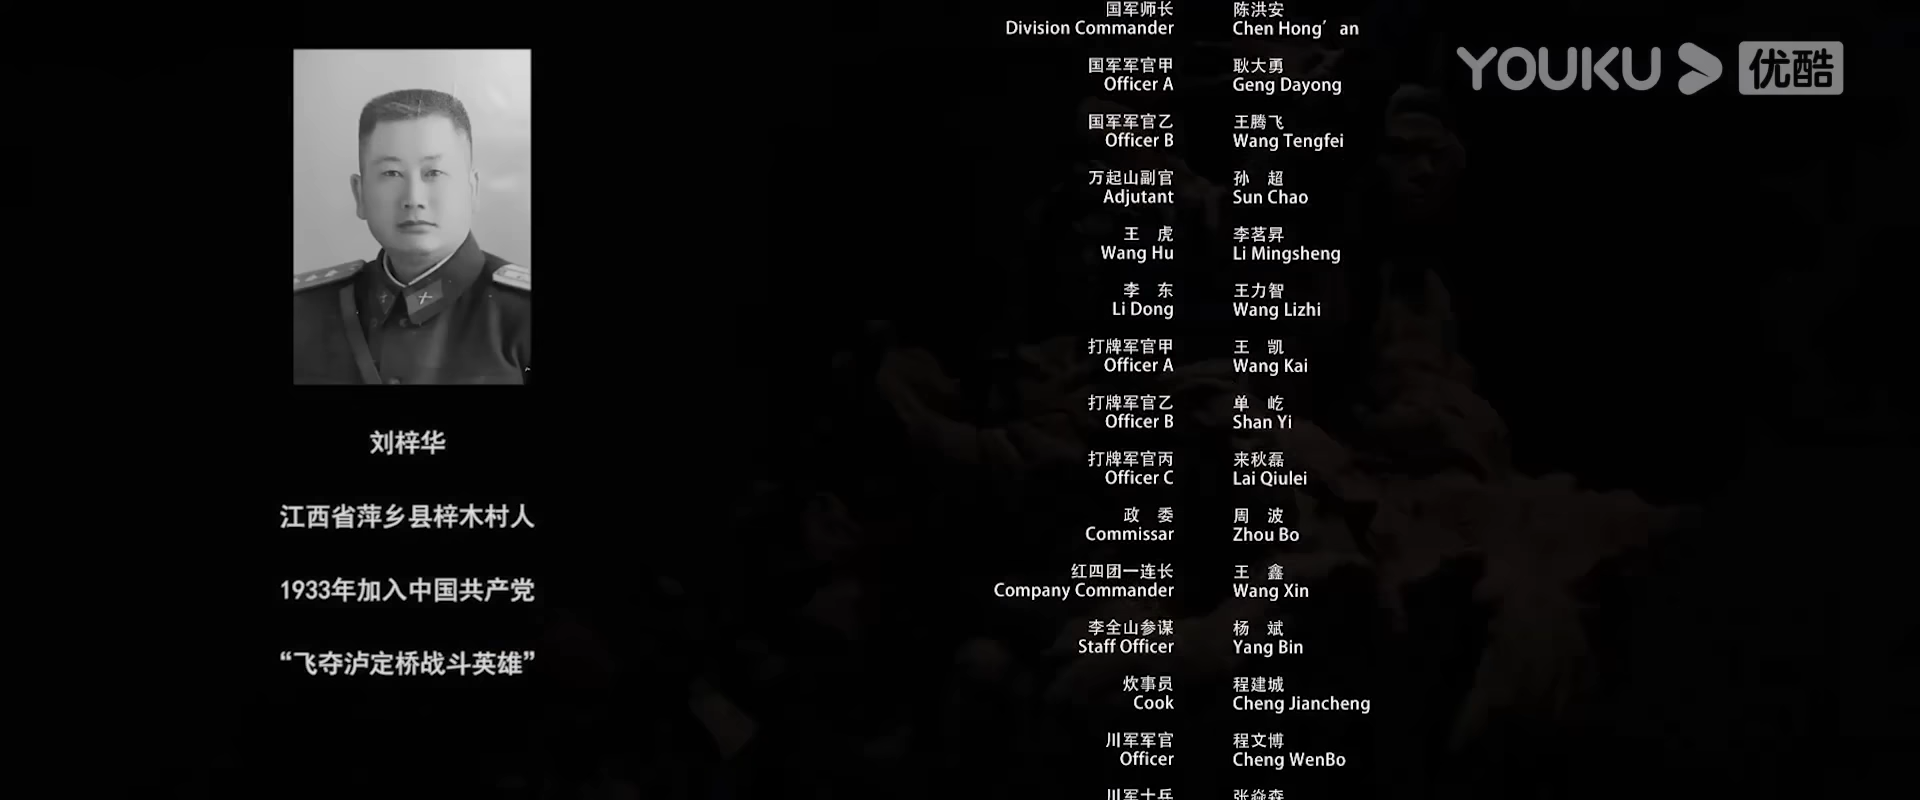 刘梓华
江西省萍乡县梓木村人
1933年加入中国共产党
“飞夺泸定桥战斗英雄”
国军师长 陈洪安
Division Commander Chen Hong’an
国军军官甲 耿大勇
Officer A Geng Dayong
国军军官乙 王腾飞
Officer B Wang Tengfei
万起山副官 孙 超
Adjutant Sun Chao
王 虎 李茗昇
Wang Hu Li Mingsheng
李 东 王力智
Li Dong Wang Lizhi
打牌军官甲 王 凯
Officer A Wang Kai
打牌军官乙 单 屹
Officer B Shan Yi
打牌军官丙 来秋磊
Officer C Lai Qiulei
政 委 周 波
Commissar Zhou Bo
红四团一连长 王 鑫
Company Commander Wang Xin
李全山参谋 杨 斌
Staff Officer Yang Bin
炊事员 程建城
Cook Cheng Jiancheng
川军军官 程文博
Officer Cheng WenBo
川军士兵 张焱森
YOUKU 优酷